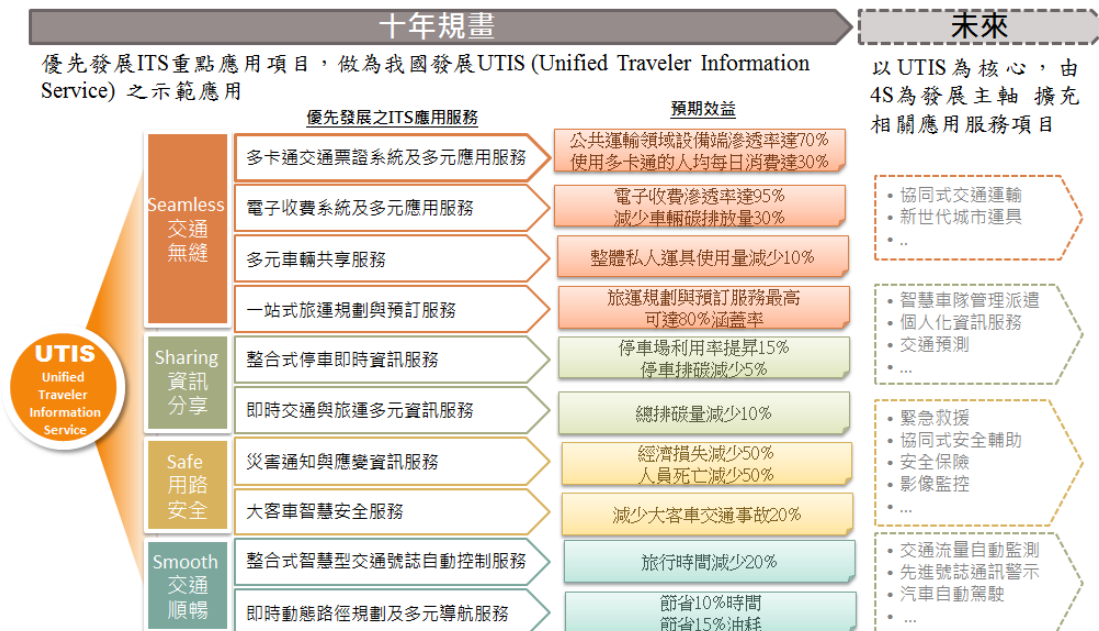 十年規畫
未來
優先發展ITS重點應用項目，做為我國發展UTIS (Unified Traveler Information
Service) 之示範應用
以UTIS為核心，由
4S為發展主軸 擴充
相關應用服務項目
優先發展之ITS應用服務
預期效益
UTIS
Unified
Traveler
Information
Service
Seamless
交通
無縫
多卡通交通票證系統及多元應用服務
公共運輸領域設備端滲透率達70%
使用多卡通的人均每日消費達30%
電子收費系統及多元應用服務
電子收費滲透率達95%
減少車輛碳排放量30%
多元車輛共享服務
整體私人運具使用量減少10%
一站式旅運規劃與預訂服務
旅運規劃與預訂服務最高
可達80%涵蓋率
• 協同式交通運輸
• 新世代城市運具
• ..
Sharing
資訊
分享
整合式停車即時資訊服務
停車場利用率提昇15%
停車排碳減少5%
即時交通與旅運多元資訊服務
總排碳量減少10%
• 智慧車隊管理派遣
• 個人化資訊服務
• 交通預測
• ...
Safe
用路
安全
災害通知與應變資訊服務
經濟損失減少50%
人員死亡減少50%
大客車智慧安全服務
減少大客車交通事故20%
• 緊急救援
• 協同式安全輔助
• 安全保險
• 影像監控
• ...
Smooth
交通
順暢
整合式智慧型交通號誌自動控制服務
旅行時間減少20%
即時動態路徑規劃及多元導航服務
節省10%時間
節省15%油耗
• 交通流量自動監測
• 先進號誌通訊警示
• 汽車自動駕駛
• ...